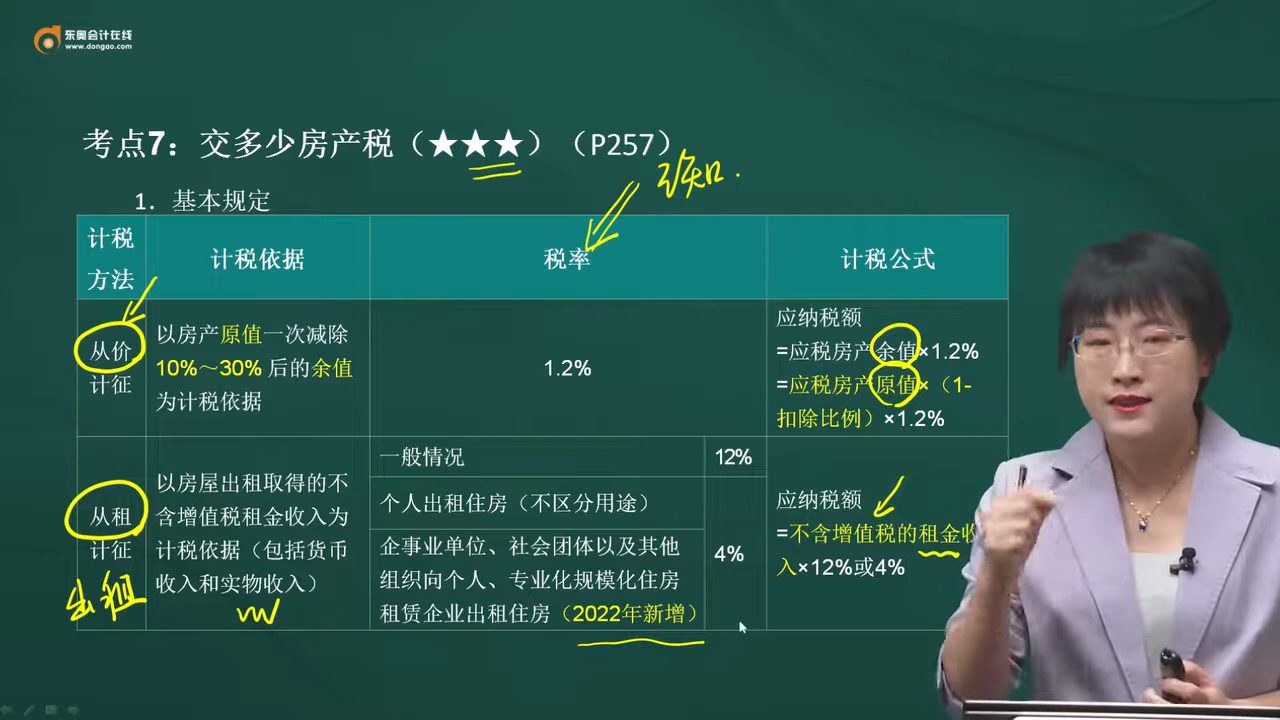 东奥会计在线
www.dongao.com
考点7：交多少房产税（★★★）（P257）
1．基本规定
计税
方法
计税依据
税率
计税公式
从价
计征
以房产原值一次减除
10%～30% 后的余值
为计税依据
1.2%
应纳税额
=应税房产余值×1.2%
=应税房产原值×（1-
扣除比例）×1.2%
从租
计征
出租
以房屋出租取得的不
含增值税租金收入为
计税依据（包括货币
收入和实物收入）
一般情况
12%
个人出租住房（不区分用途）
企事业单位、社会团体以及其他
组织向个人、专业化规模化住房
租赁企业出租住房（2022年新增）
4%
应纳税额
=不含增值税的租金收
入×12%或4%